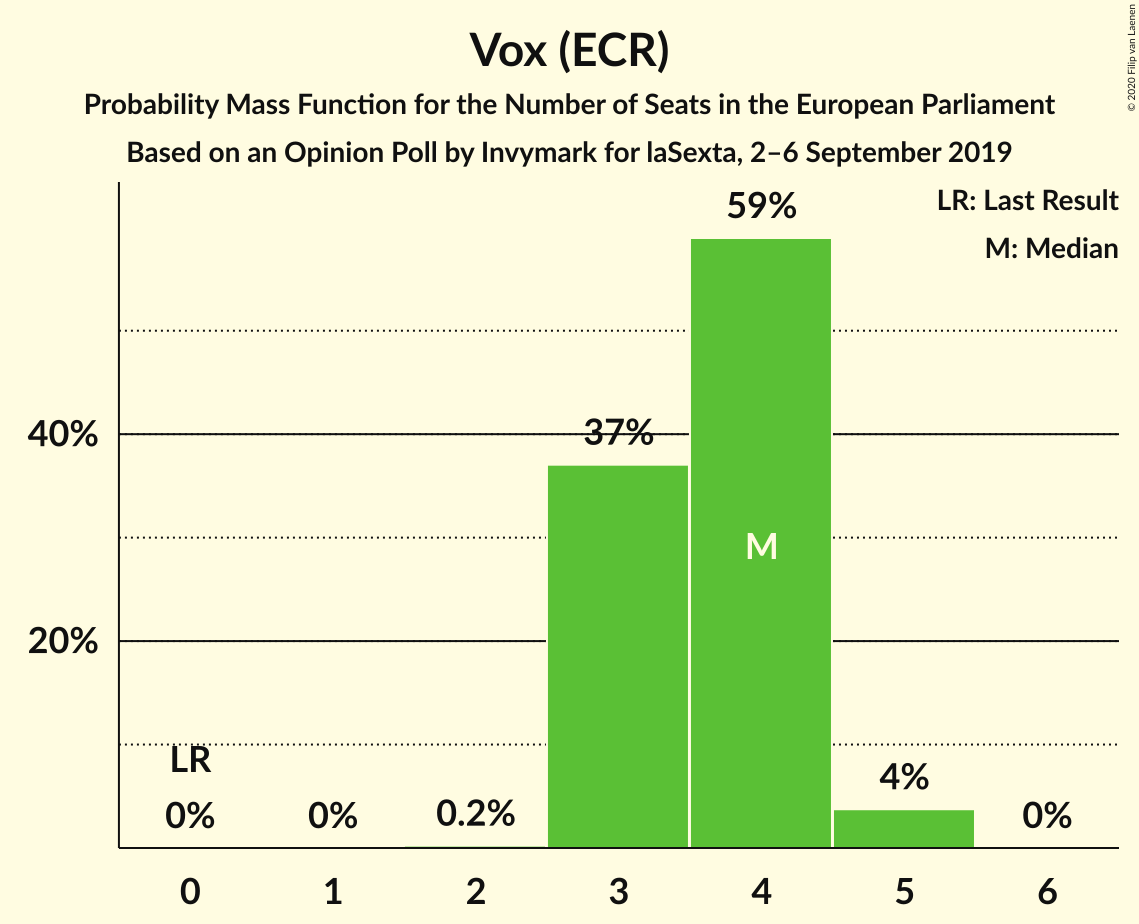 © 2020 Filip van Laenen
Vox (ECR)
Probability Mass Function for the Number of Seats in the European Parliament
Based on an Opinion Poll by Invymark for laSexta, 2–6 September 2019
LR: Last Result
M: Median
59%
40%
37%
M
20%
LR
0%
0%
0.2%
4%
0%
0 1 2 3 4 5 6